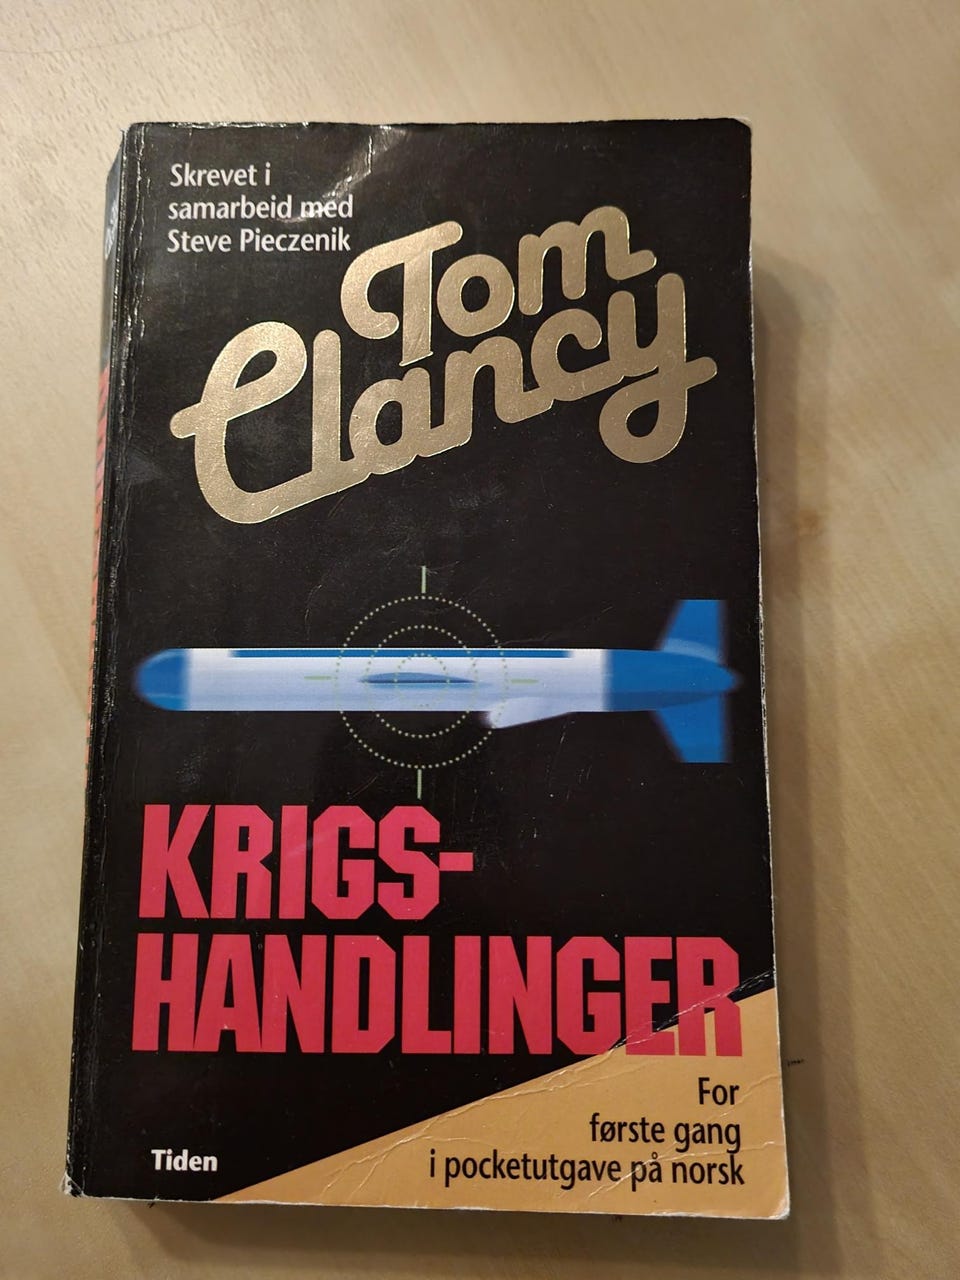 Skrevet i
samarbeid med
Steve Pieczenik
Tom
Clancy
KRIGS-
HANDLINGER
For
første gang
i pocketutgave på norsk
Tiden